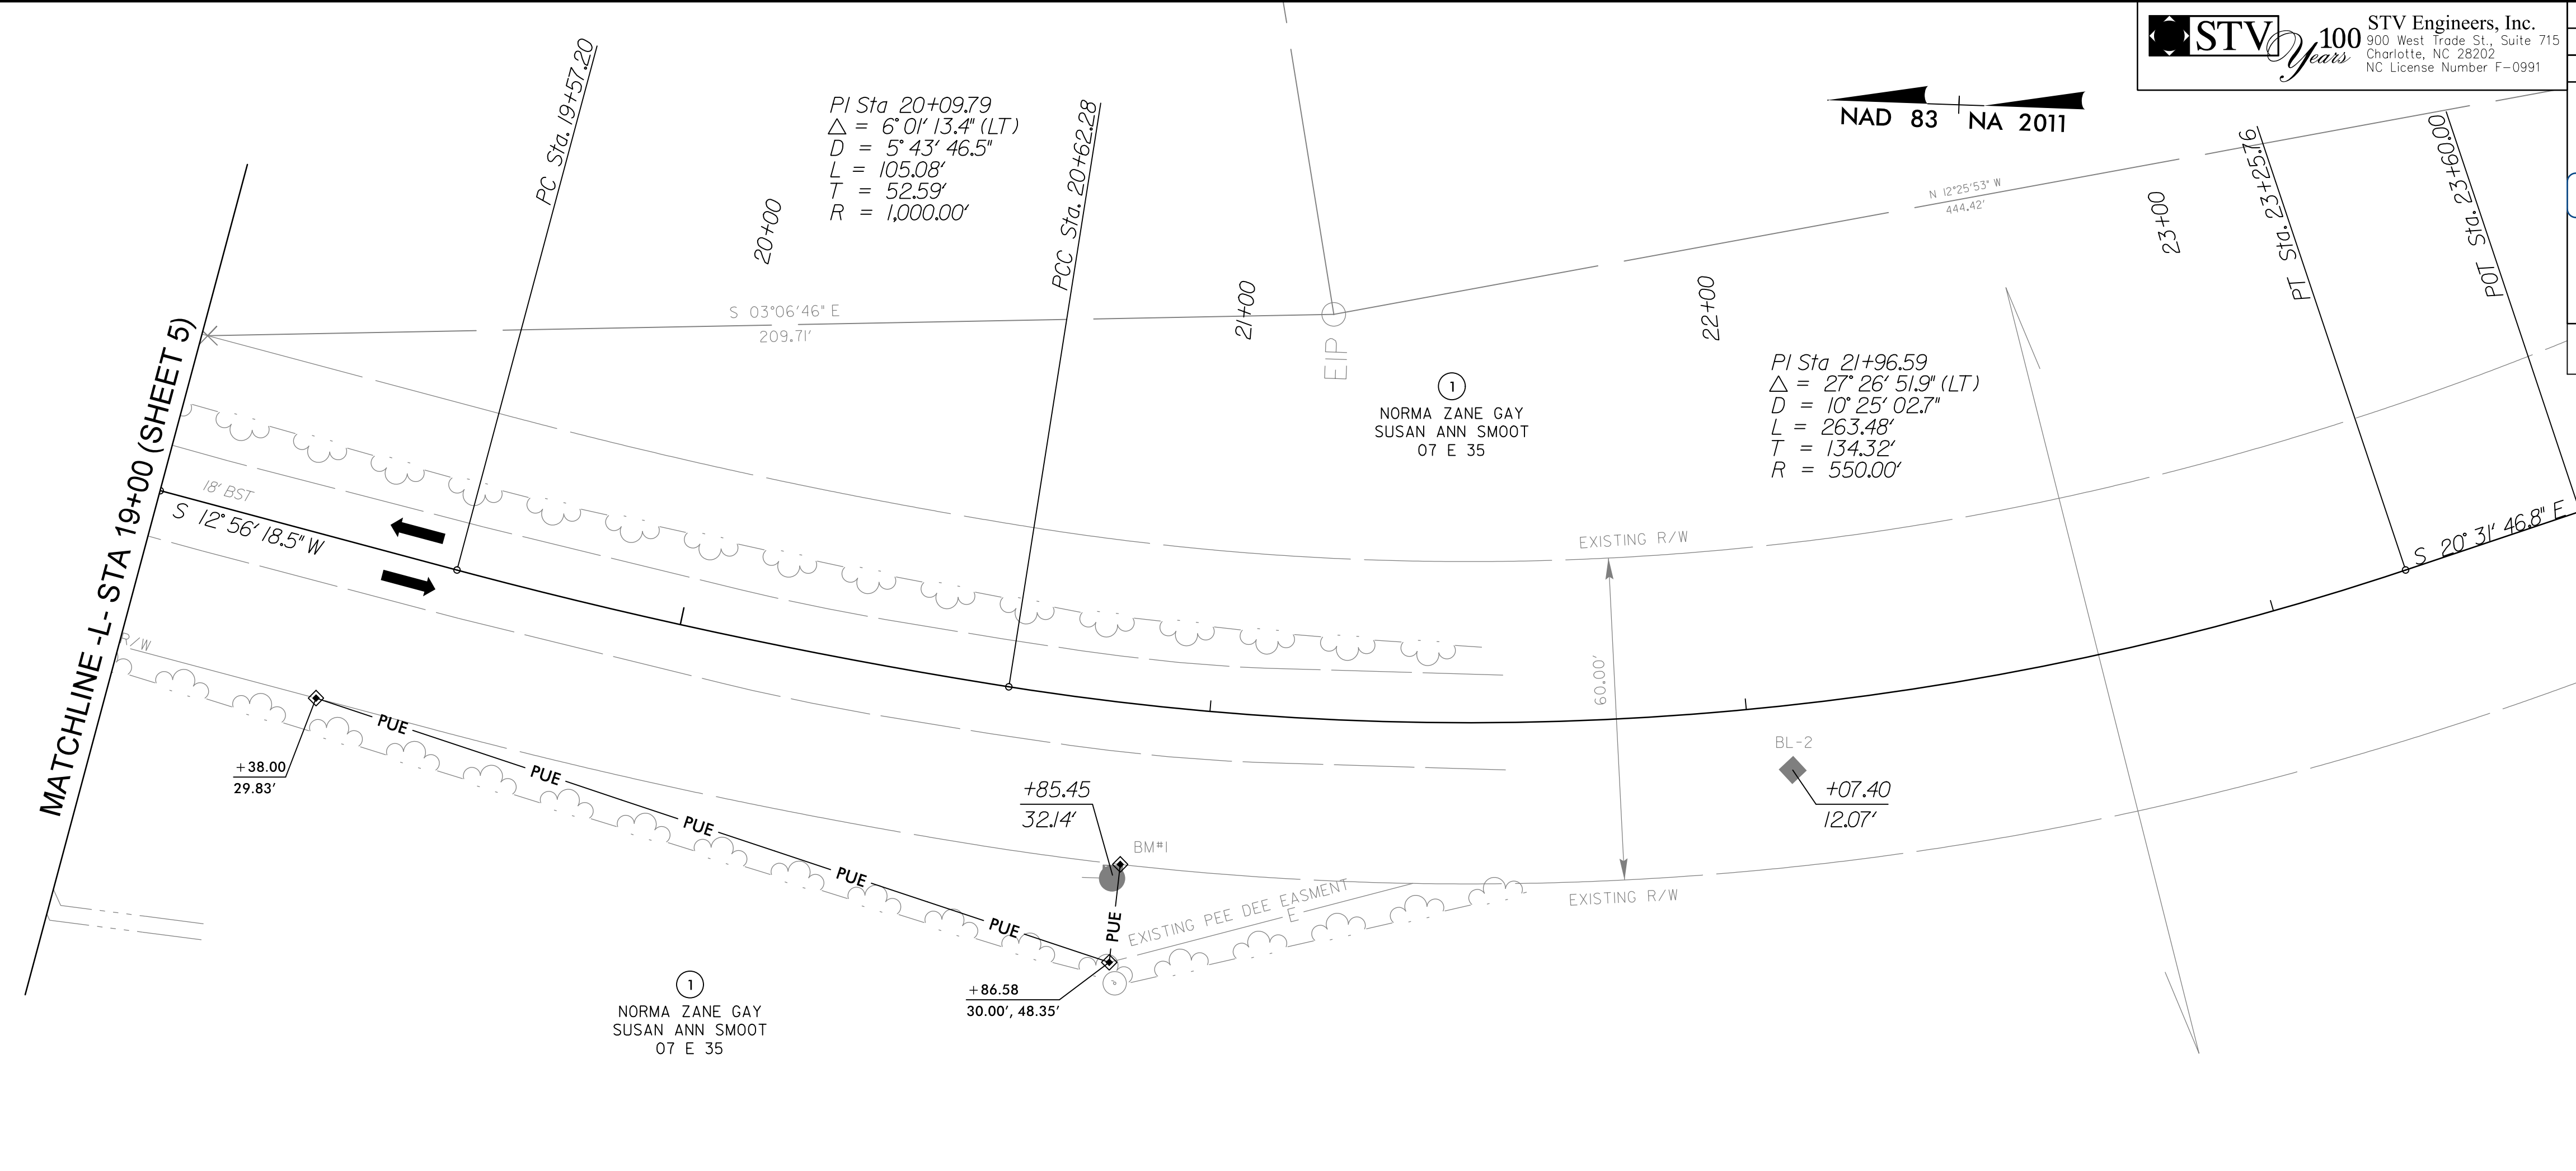 STV
100
Years
STV Engineers, Inc.
900 West Trade St., Suite 715
Charlotte, NC 28202
NC License Number F-0991
NAD 83
NA 2011
PC Sta. 19+57.20
20+00
PI Sta 20+09.79
△ = 6° 01' 13.4" (LT)
D = 5° 43' 46.5"
L = 105.08'
T = 52.59'
R = 1,000.00'
PCC Sta. 20+62.28
21+00
22+00
23+00
PT Sta. 23+25.76
POT Sta. 23+60.00
N 12°25'53" W
444.42'
S 03°06'46" E
209.71'
EIP
1
NORMA ZANE GAY
SUSAN ANN SMOOT
07 E 35
PI Sta 21+96.59
△ = 27° 26' 51.9" (LT)
D = 10° 25' 02.7"
L = 263.48'
T = 134.32'
R = 550.00'
MATCHLINE -L- STA 19+00 (SHEET 5)
18' BST
S 12° 56' 18.5" W
S 20° 31' 46.8" E
EXISTING R/W
60.00'
R/W
PUE
PUE
PUE
PUE
PUE
PUE
+38.00
29.83'
+85.45
32.14'
BM#1
BL-2
+07.40
12.07'
EXISTING PEE DEE EASMENT
E
EXISTING R/W
+86.58
30.00', 48.35'
1
NORMA ZANE GAY
SUSAN ANN SMOOT
07 E 35